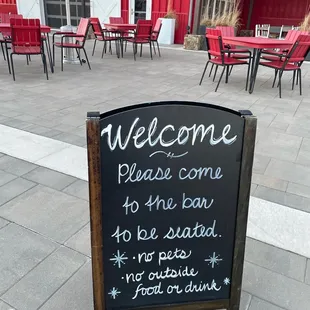 Welcome
Please come
to the bar
to be seated.
• no pets
• no outside
food or drink